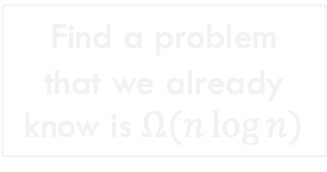 Find a problem
that we already
know is Ω(n log n)